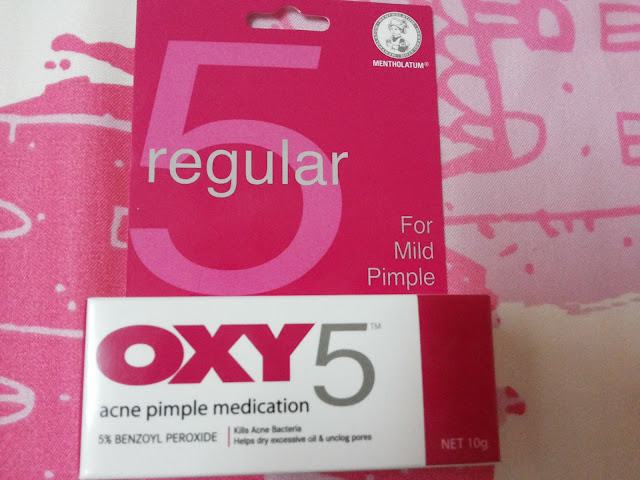 5
MENTHOLATUM®
regular
For
Mild
Pimple
OXY5™
acne pimple medication
5% BENZOYL PEROXIDE
Kills Acne Bacteria
Helps dry excessive oil & unclog pores
NET 10g